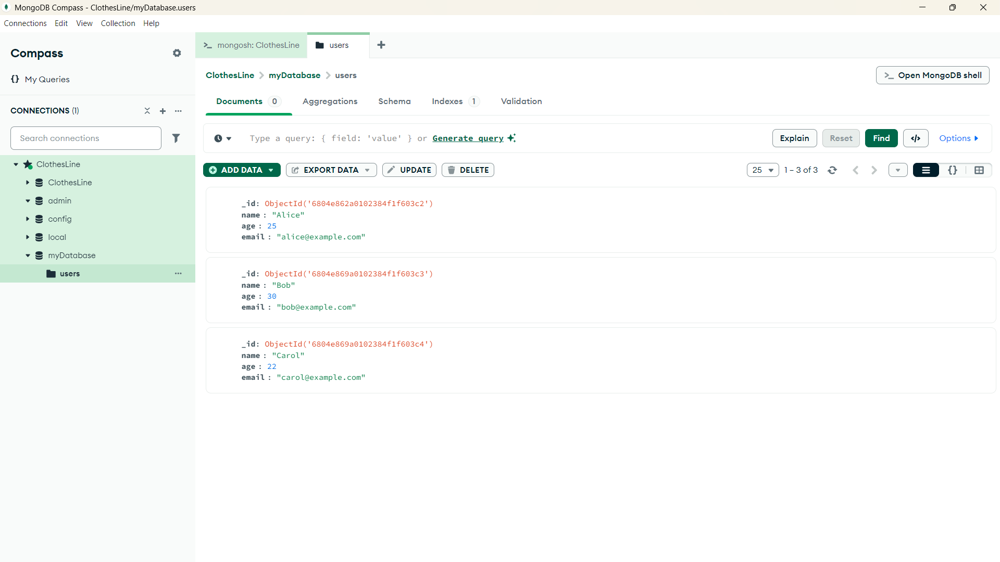 MongoDB Compass - ClothesLine/myDatabase.users
Connections Edit View Collection Help
Compass
{} My Queries
CONNECTIONS (1)
Search connections
ClothesLine
ClothesLine
admin
config
local
myDatabase
users
>_ mongosh: ClothesLine
users
ClothesLine > myDatabase > users
>_ Open MongoDB shell
Documents 0 Aggregations Schema Indexes 1 Validation
Type a query: { field: 'value' } or Generate query
Explain Reset Find </> Options
ADD DATA EXPORT DATA UPDATE DELETE
25 1 – 3 of 3 {}
_id: ObjectId('6804e862a0102384f1f603c2')
name : "Alice"
age : 25
email : "alice@example.com"
_id: ObjectId('6804e869a0102384f1f603c3')
name : "Bob"
age : 30
email : "bob@example.com"
_id: ObjectId('6804e869a0102384f1f603c4')
name : "Carol"
age : 22
email : "carol@example.com"